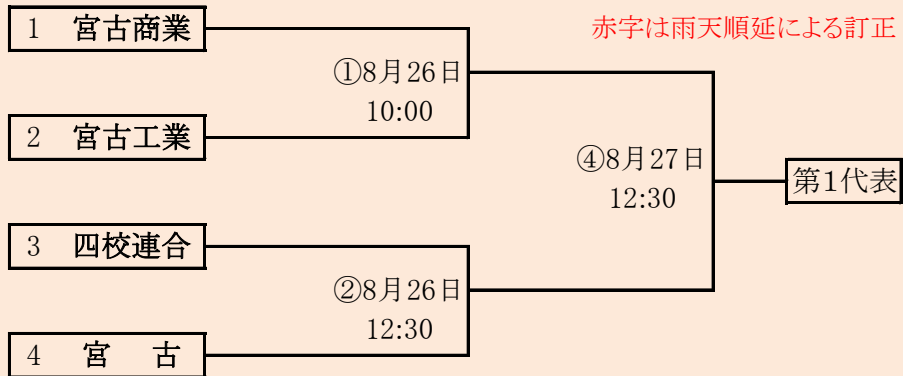 1 宮古商業
赤字は雨天順延による訂正
①8月26日
10:00
2 宮古工業
④8月27日
12:30
第1代表
3 四校連合
②8月26日
12:30
4 宮 古